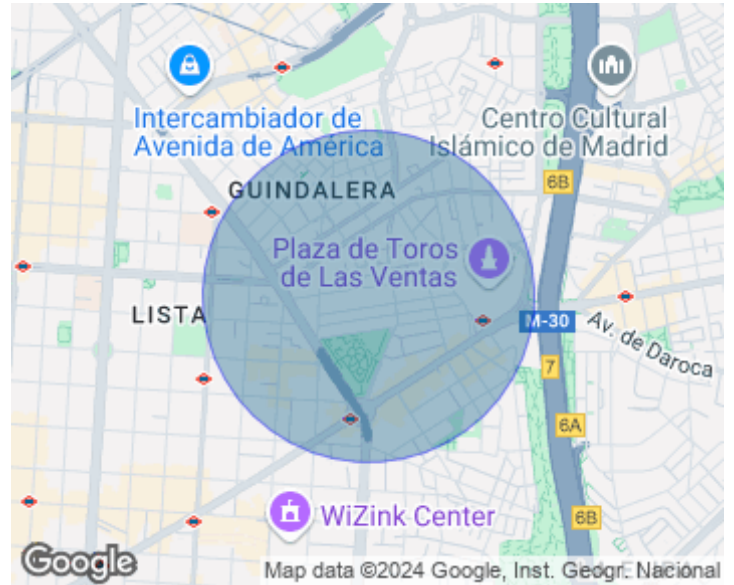 Intercambiador de
Avenida de América
Centro Cultural
Islámico de Madrid
6B
GUINDALERA
Plaza de Toros
de Las Ventas
LISTA
M-30
Av. de Daroca
7
6A
WiZink Center
6B
Google
Map data ©2024 Google, Inst. Geogr. Nacional